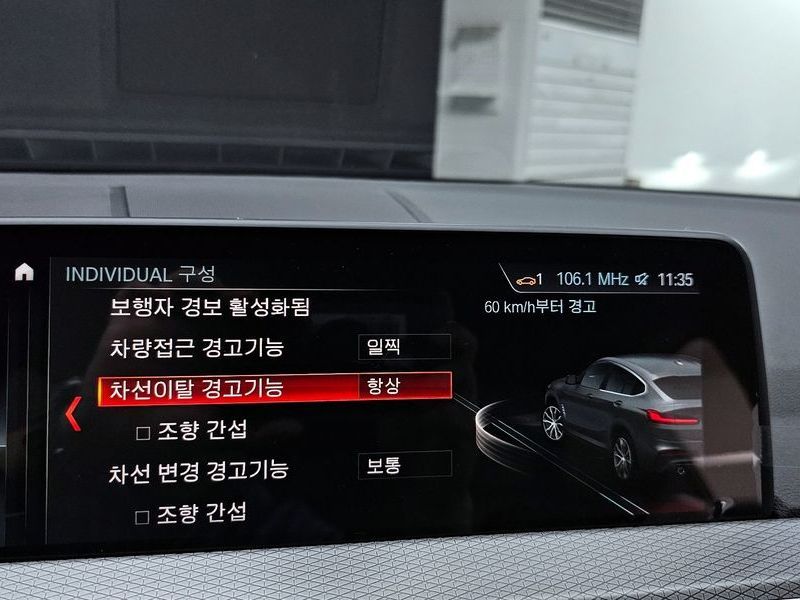 INDIVIDUAL 구성
1 106.1 MHz 11:35
보행자 경보 활성화됨
60 km/h부터 경고
차량접근 경고기능 일찍
차선이탈 경고기능 항상
조향 간섭
차선 변경 경고기능 보통
조향 간섭